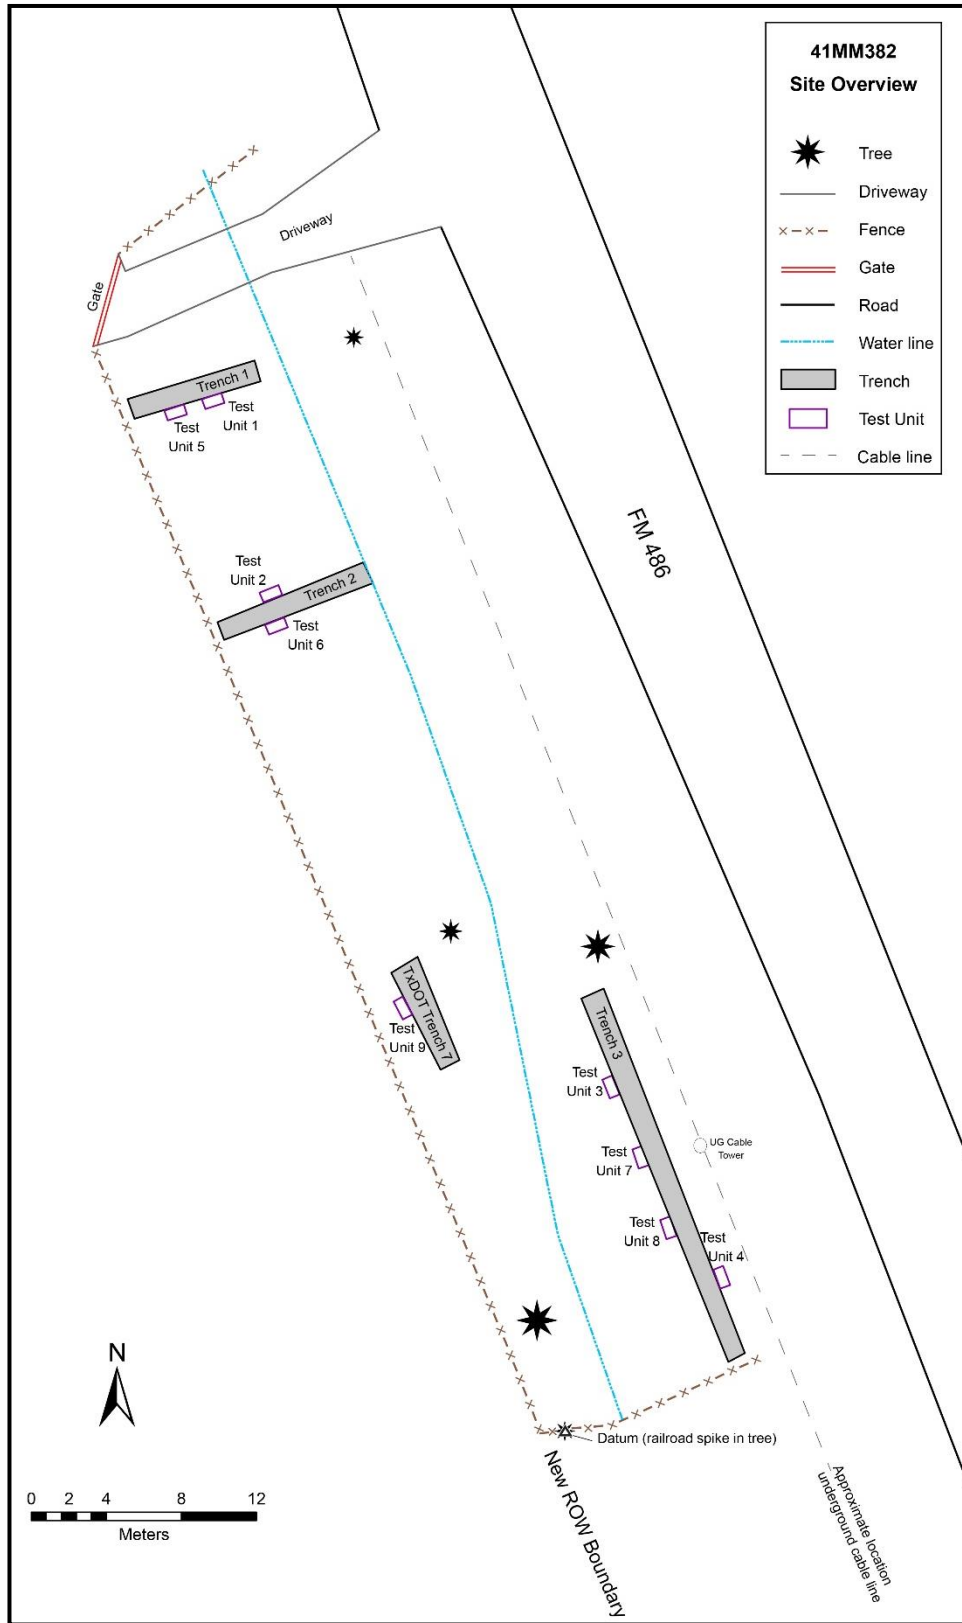 41MM382
Site Overview
Tree
Driveway
Fence
Gate
Road
Water line
Trench
Test Unit
Cable line
Driveway
Gate
Trench 1
Test
Unit 1
Test
Unit 5
FM 486
Test
Unit 2
Trench 2
Test
Unit 6
TxDOT Trench 7
Test
Unit 9
Trench 3
Test
Unit 3
UG Cable
Tower
Test
Unit 7
Test
Unit 8
Test
Unit 4
N
Datum (railroad spike in tree)
New ROW Boundary
Approximate location
underground cable line
0 2 4 8 12
Meters